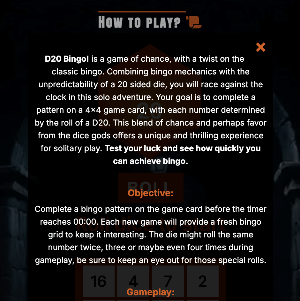 How to play?
D20 Bingo! is a game of chance, with a twist on the
classic bingo. Combining bingo mechanics with the
unpredictability of a 20 sided die, you will race against the
clock in this solo adventure. Your goal is to complete a
pattern on a 4x4 game card, with each number determined
by the roll of a D20. This blend of chance and perhaps favor
from the dice gods offers a unique and thrilling experience
for solitary play. Test your luck and see how quickly you
can achieve bingo.
ROLL
Objective:
Complete a bingo pattern on the game card before the timer
reaches 00:00. Each new game will provide a fresh bingo
grid to keep it interesting. The die might roll the same
number twice, three or maybe even four times during
gameplay, be sure to keep an eye out for those special rolls.
16 4 7 2
Gameplay: